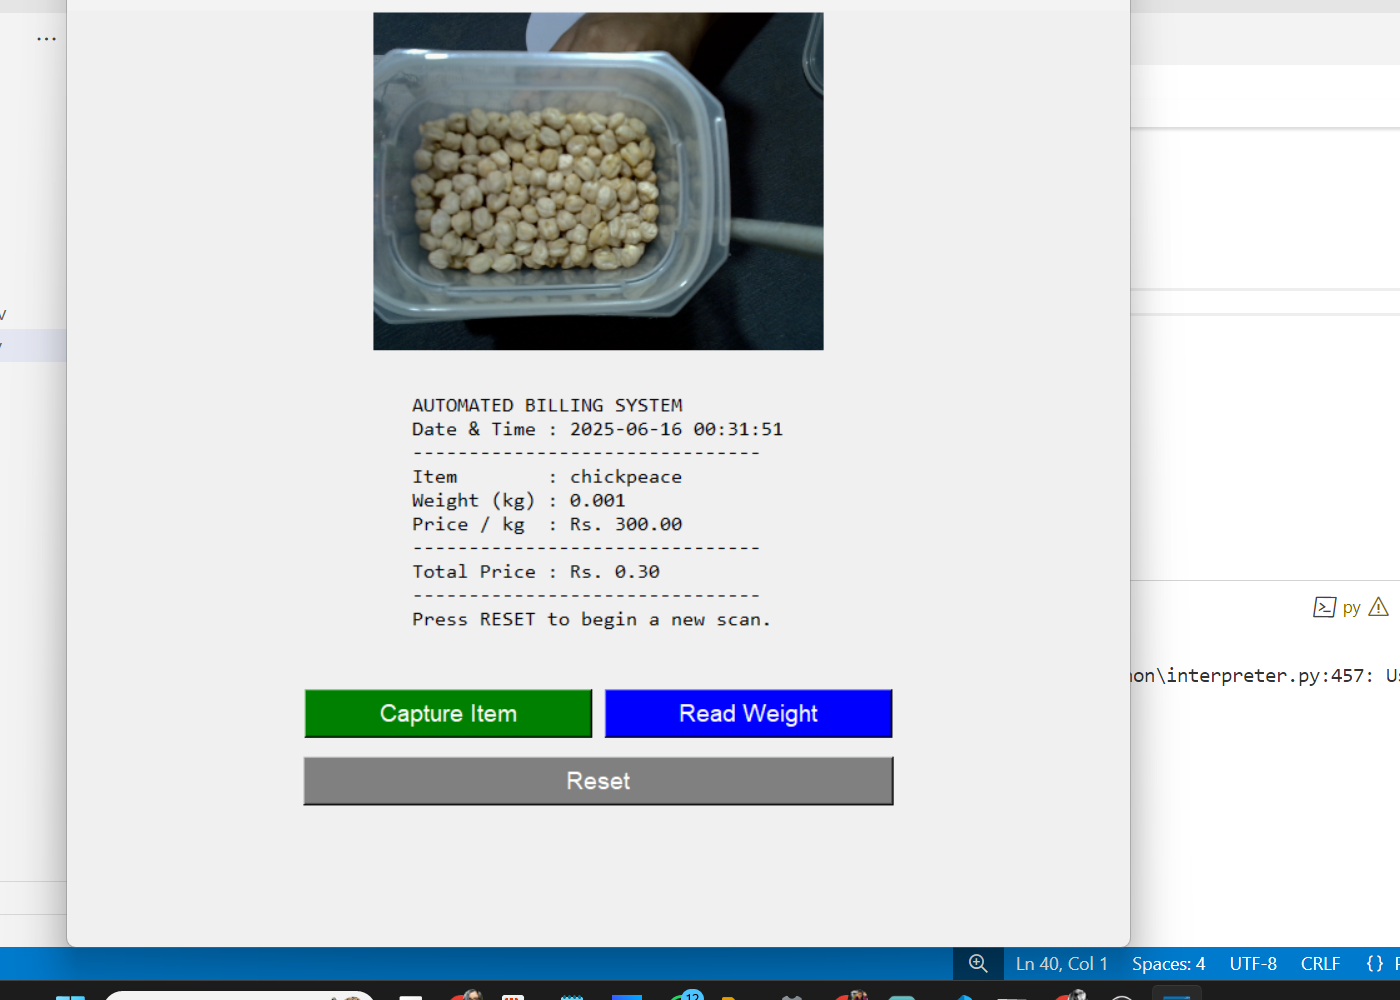 ...
AUTOMATED BILLING SYSTEM
Date & Time : 2025-06-16 00:31:51
-------------------------------
Item        : chickpeace
Weight (kg) : 0.001
Price / kg  : Rs. 300.00
-------------------------------
Total Price : Rs. 0.30
-------------------------------
Press RESET to begin a new scan.
Capture Item
Read Weight
Reset
py
\interpreter.py:457:
Ln 40, Col 1
Spaces: 4
UTF-8
CRLF
{}
12